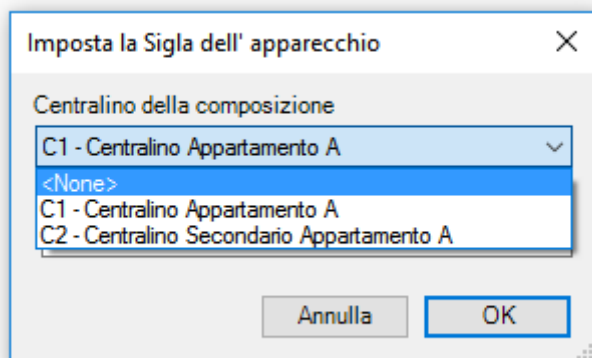 Imposta la Sigla dell' apparecchio
Centralino della composizione
C1 - Centralino Appartamento A
<None>
C1 - Centralino Appartamento A
C2 - Centralino Secondario Appartamento A
Annulla
OK